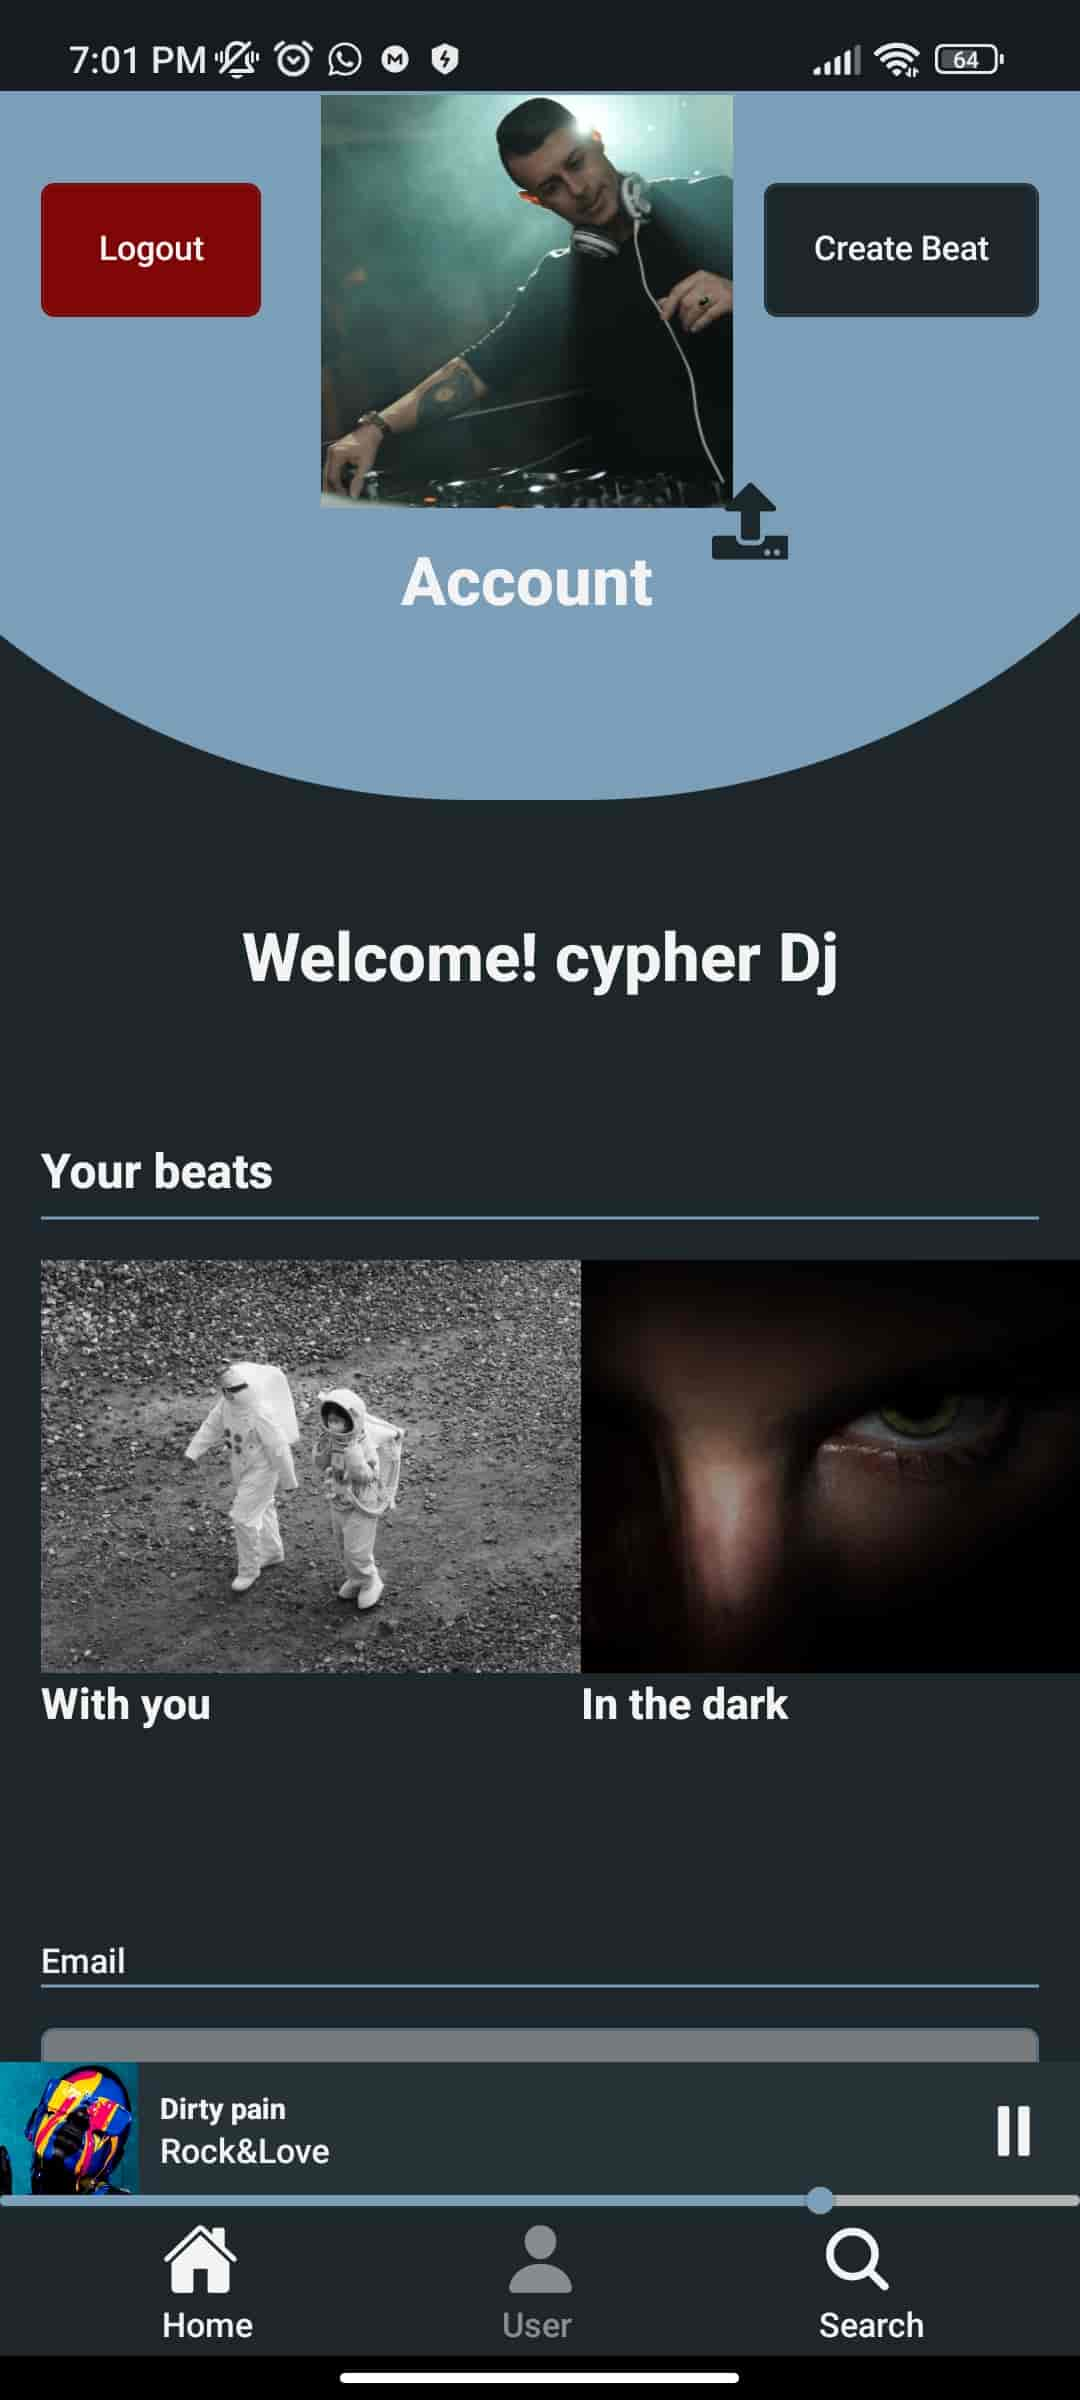 7:01 PM
64
Logout
Create Beat
Account
Welcome! cypher Dj
Your beats
With you
In the dark
Email
Dirty pain
Rock&Love
Home
User
Search